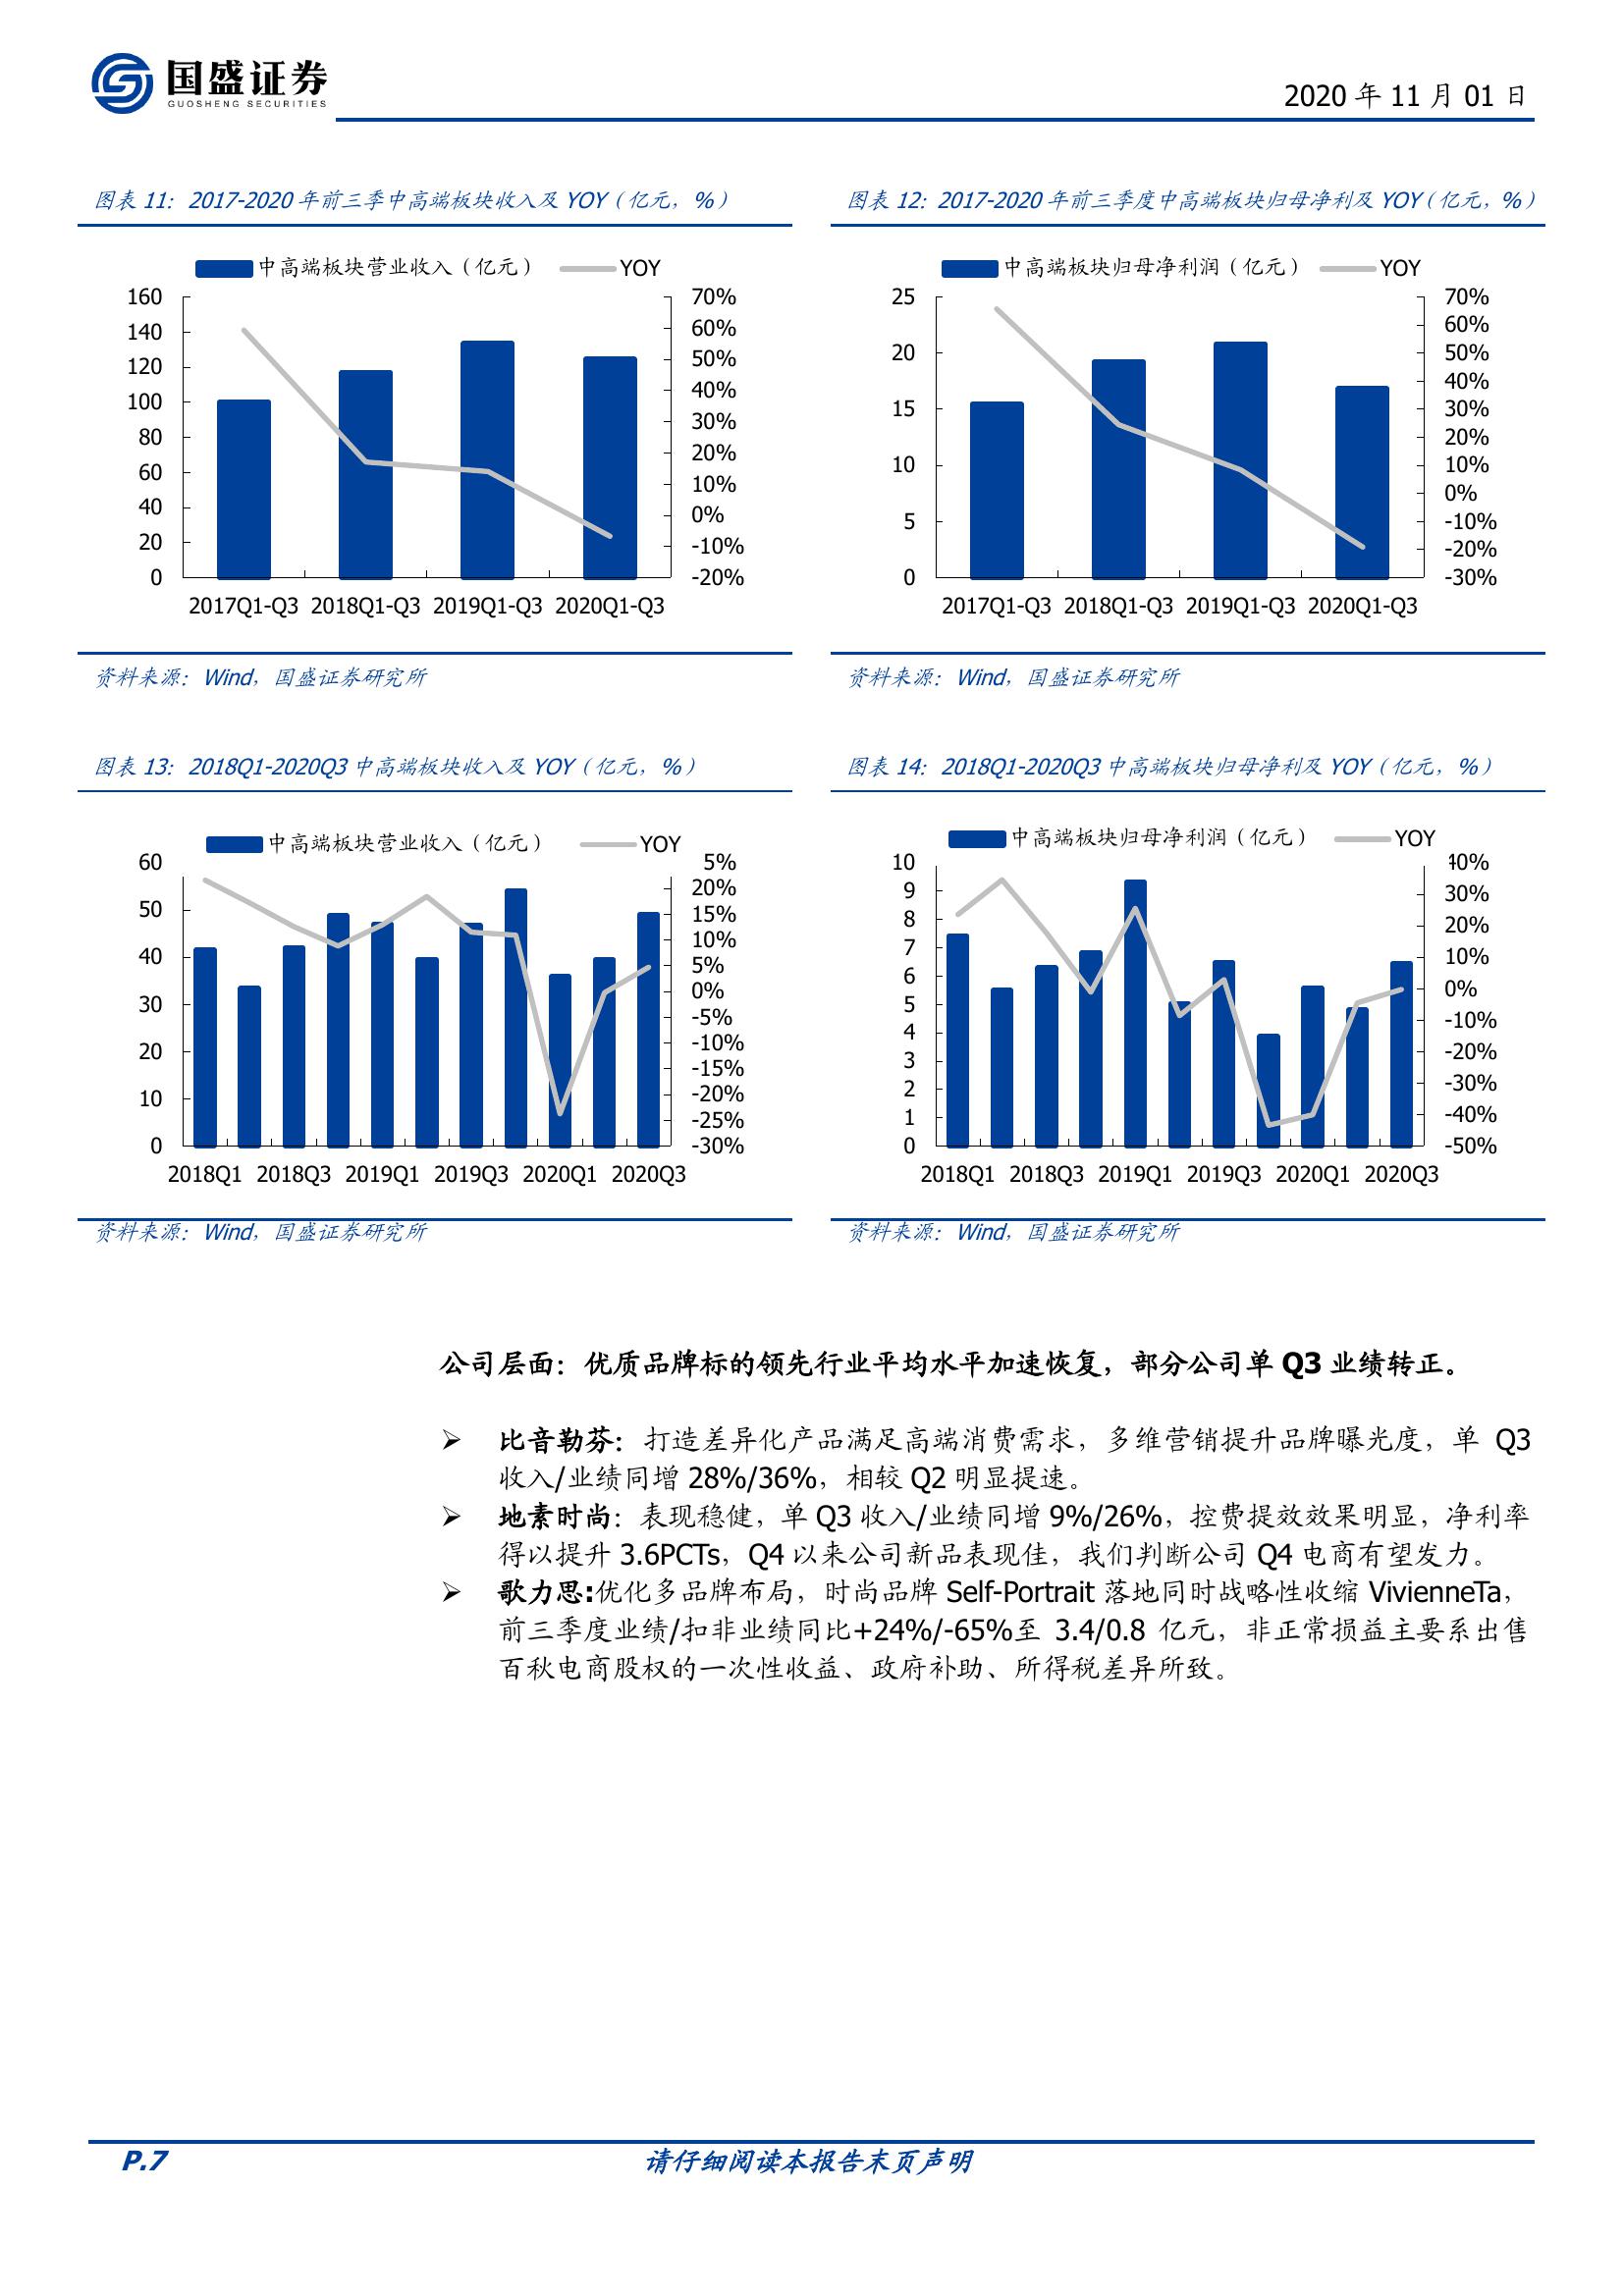 国盛证券
GUOSHENG SECURITIES
2020 年 11 月 01 日
图表 11：2017-2020 年前三季中高端板块收入及 YOY（亿元，%）
中高端板块营业收入（亿元） YOY
160
140
120
100
80
60
40
20
0
70%
60%
50%
40%
30%
20%
10%
0%
-10%
-20%
2017Q1-Q3 2018Q1-Q3 2019Q1-Q3 2020Q1-Q3
资料来源：Wind，国盛证券研究所
图表 12：2017-2020 年前三季度中高端板块归母净利及 YOY（亿元，%）
中高端板块归母净利润（亿元） YOY
25
20
15
10
5
0
70%
60%
50%
40%
30%
20%
10%
0%
-10%
-20%
-30%
2017Q1-Q3 2018Q1-Q3 2019Q1-Q3 2020Q1-Q3
资料来源：Wind，国盛证券研究所
图表 13：2018Q1-2020Q3 中高端板块收入及 YOY（亿元，%）
中高端板块营业收入（亿元） YOY
60
50
40
30
20
10
0
5%
20%
15%
10%
5%
0%
-5%
-10%
-15%
-20%
-25%
-30%
2018Q1 2018Q3 2019Q1 2019Q3 2020Q1 2020Q3
资料来源：Wind，国盛证券研究所
图表 14：2018Q1-2020Q3 中高端板块归母净利及 YOY（亿元，%）
中高端板块归母净利润（亿元） YOY
10
9
8
7
6
5
4
3
2
1
0
40%
30%
20%
10%
0%
-10%
-20%
-30%
-40%
-50%
2018Q1 2018Q3 2019Q1 2019Q3 2020Q1 2020Q3
资料来源：Wind，国盛证券研究所
公司层面：优质品牌标的领先行业平均水平加速恢复，部分公司单 Q3 业绩转正。
➢ 比音勒芬：打造差异化产品满足高端消费需求，多维营销提升品牌曝光度，单 Q3
收入/业绩同增 28%/36%，相较 Q2 明显提速。
➢ 地素时尚：表现稳健，单 Q3 收入/业绩同增 9%/26%，控费提效效果明显，净利率
得以提升 3.6PCTs，Q4 以来公司新品表现佳，我们判断公司 Q4 电商有望发力。
➢ 歌力思:优化多品牌布局，时尚品牌 Self-Portrait 落地同时战略性收缩 VivienneTa，
前三季度业绩/扣非业绩同比+24%/-65%至 3.4/0.8 亿元，非正常损益主要系出售
百秋电商股权的一次性收益、政府补助、所得税差异所致。
P.7
请仔细阅读本报告末页声明